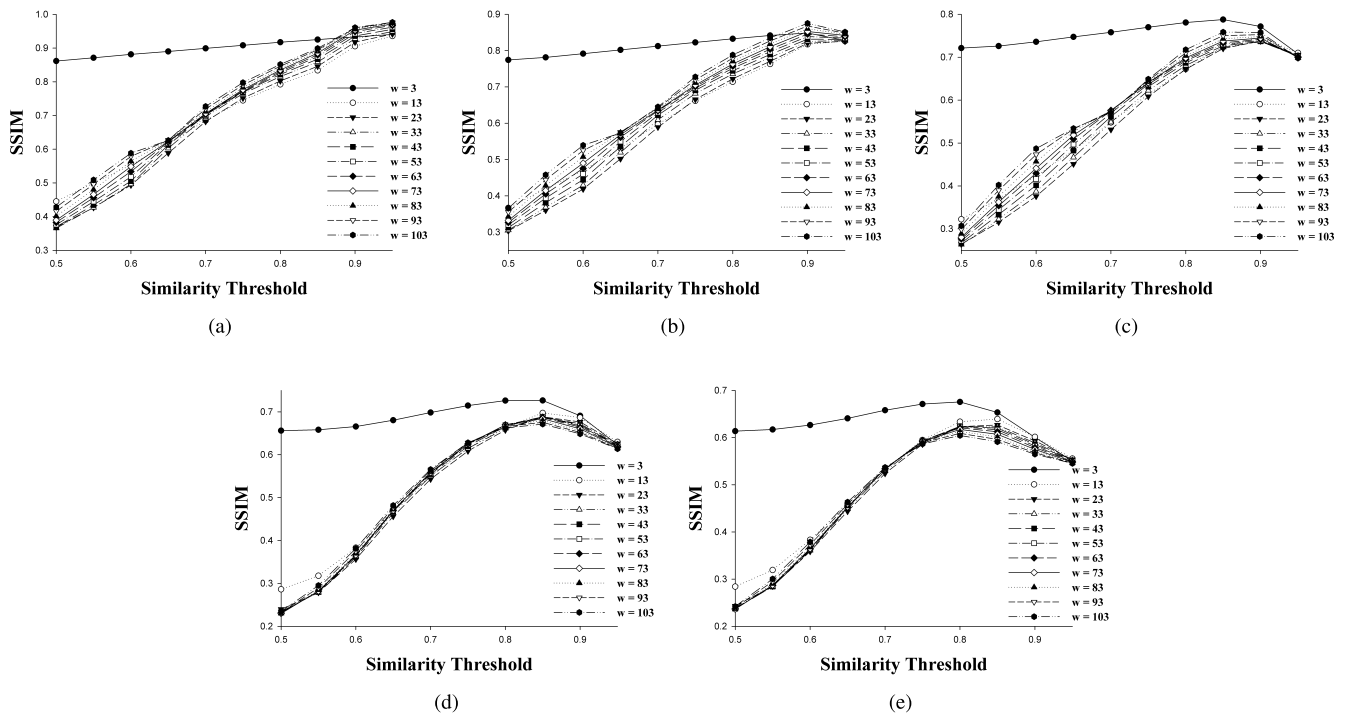 1.0
0.9
0.8
0.7
0.6
0.5
0.4
0.3
SSIM
0.5 0.6 0.7 0.8 0.9
Similarity Threshold
w = 3
w = 13
w = 23
w = 33
w = 43
w = 53
w = 63
w = 73
w = 83
w = 93
w = 103
(a)
0.9
0.8
0.7
0.6
0.5
0.4
0.3
SSIM
0.5 0.6 0.7 0.8 0.9
Similarity Threshold
w = 3
w = 13
w = 23
w = 33
w = 43
w = 53
w = 63
w = 73
w = 83
w = 93
w = 103
(b)
0.8
0.7
0.6
0.5
0.4
0.3
SSIM
0.5 0.6 0.7 0.8 0.9
Similarity Threshold
w = 3
w = 13
w = 23
w = 33
w = 43
w = 53
w = 63
w = 73
w = 83
w = 93
w = 103
(c)
0.7
0.6
0.5
0.4
0.3
0.2
SSIM
0.5 0.6 0.7 0.8 0.9
Similarity Threshold
w = 3
w = 13
w = 23
w = 33
w = 43
w = 53
w = 63
w = 73
w = 83
w = 93
w = 103
(d)
0.7
0.6
0.5
0.4
0.3
0.2
SSIM
0.5 0.6 0.7 0.8 0.9
Similarity Threshold
w = 3
w = 13
w = 23
w = 33
w = 43
w = 53
w = 63
w = 73
w = 83
w = 93
w = 103
(e)